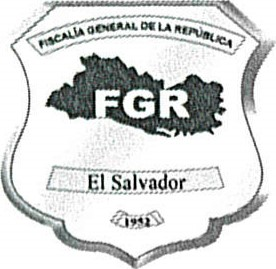 FISCALÍA GENERAL DE LA REPÚBLICA
FGR
El Salvador
1952